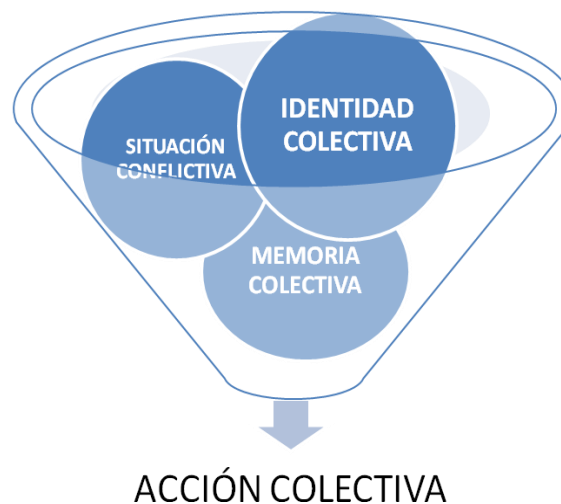 IDENTIDAD
COLECTIVA
SITUACIÓN
CONFLICTIVA
MEMORIA
COLECTIVA
ACCIÓN COLECTIVA